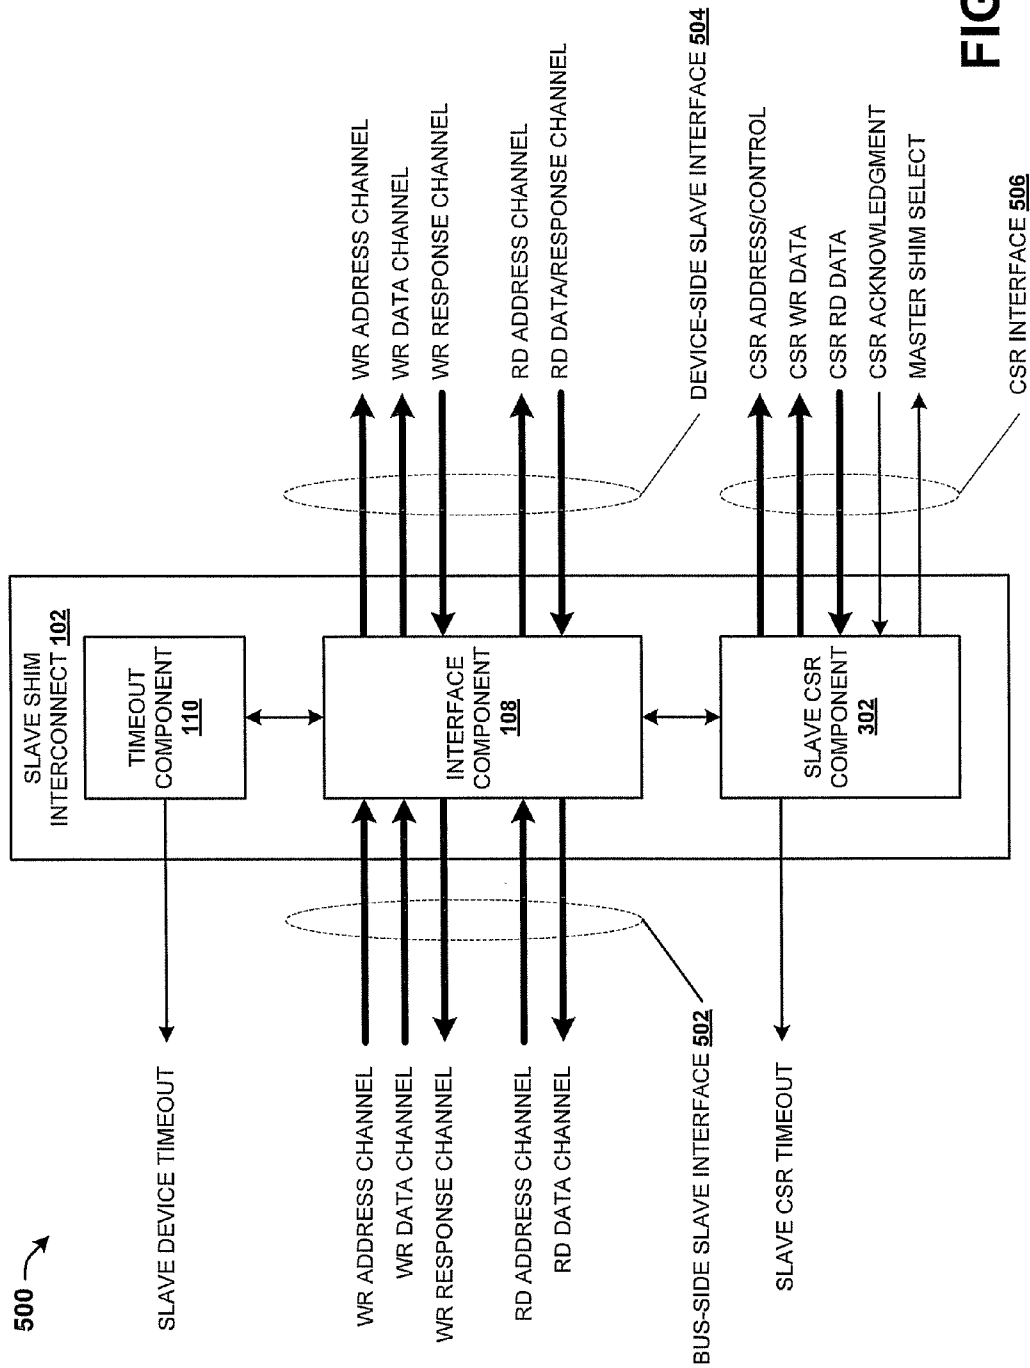 500
SLAVE SHIM
INTERCONNECT 102
SLAVE DEVICE TIMEOUT
TIMEOUT
COMPONENT
110
WR ADDRESS CHANNEL
WR DATA CHANNEL
WR RESPONSE CHANNEL
RD ADDRESS CHANNEL
RD DATA CHANNEL
BUS-SIDE SLAVE INTERFACE 502
INTERFACE
COMPONENT
108
WR ADDRESS CHANNEL
WR DATA CHANNEL
WR RESPONSE CHANNEL
RD ADDRESS CHANNEL
RD DATA/RESPONSE CHANNEL
DEVICE-SIDE SLAVE INTERFACE 504
SLAVE CSR TIMEOUT
SLAVE CSR
COMPONENT
302
CSR ADDRESS/CONTROL
CSR WR DATA
CSR RD DATA
CSR ACKNOWLEDGMENT
MASTER SHIM SELECT
CSR INTERFACE 506
FIG